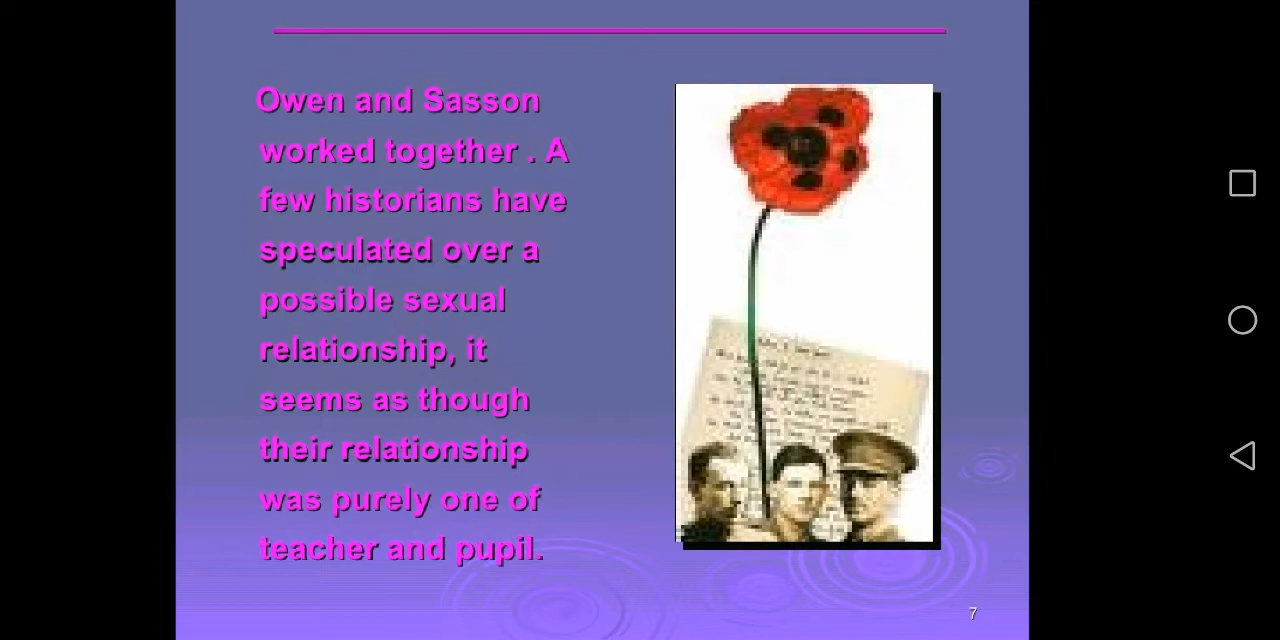 Owen and Sasson
worked together . A
few historians have
speculated over a
possible sexual
relationship, it
seems as though
their relationship
was purely one of
teacher and pupil.
7